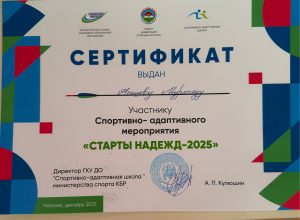 СЕРТИФИКАТ
ВЫДАН
Участнику
Спортивно- адаптивного
мероприятия
«СТАРТЫ НАДЕЖД-2025»
Директор ГКУ ДО
"Спортивно-адаптивная школа "
министерства спорта КБР
А. Л. Кулюшин
Нальчик, декабрь 2025